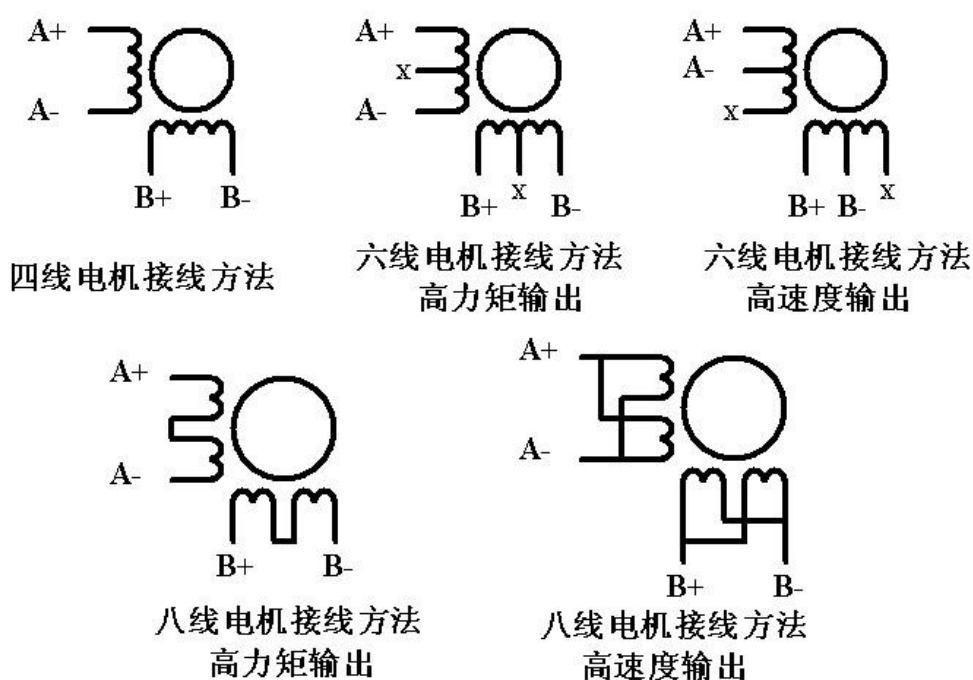 A+
A-
B+ B-
四线电机接线方法
A+
x
A-
B+ x B-
六线电机接线方法
高力矩输出
A+
A-
x
B+ B- x
六线电机接线方法
高速度输出
A+
A-
B+ B-
八线电机接线方法
高力矩输出
A+
A-
B+ B-
八线电机接线方法
高速度输出